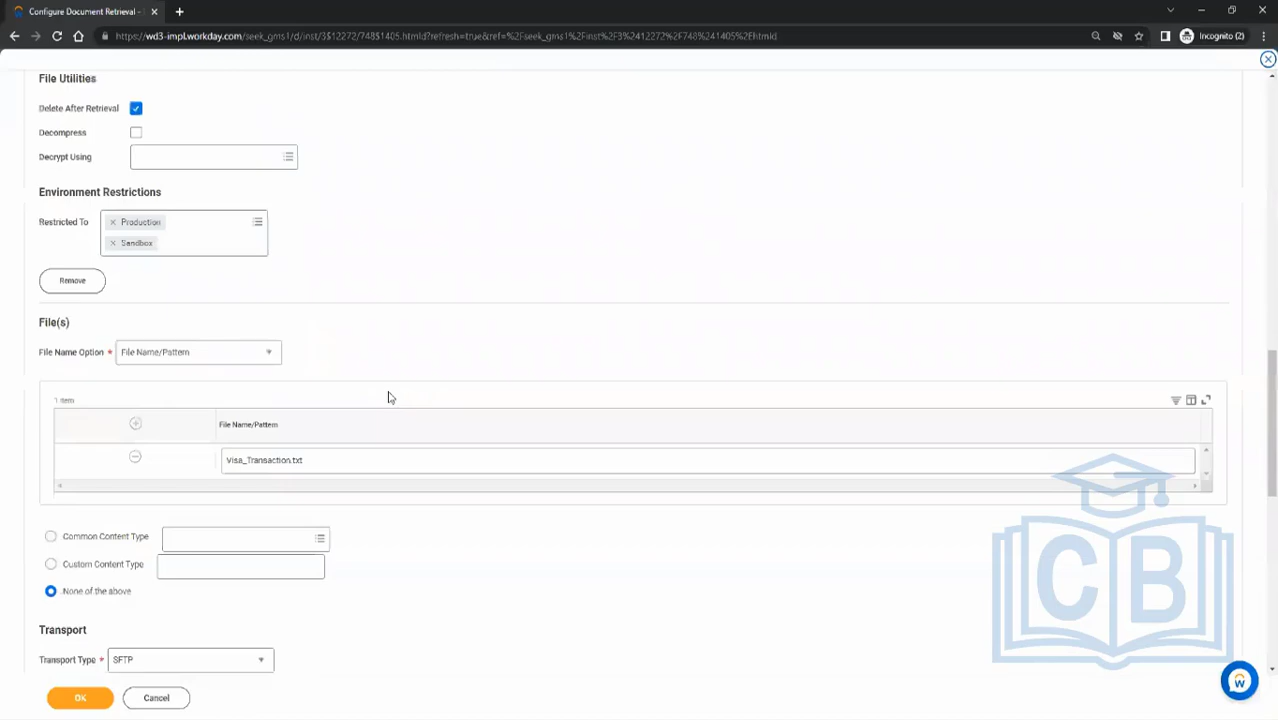 Configure Document Retrieval -
https://wd3-impl.workday.com/seek_gms1/d/inst/3$12272/748$1405.htmld?refresh=true&ref=%2Fseek_gms1%2Finst%2F3%2412272%2F748%241405%2Ehtmld
Incognito (2)
File Utilities
Delete After Retrieval
Decompress
Decrypt Using
Environment Restrictions
Restricted To
× Production
× Sandbox
Remove
File(s)
File Name Option * File Name/Pattern
1 item
File Name/Pattern
Visa_Transaction.txt
Common Content Type
Custom Content Type
None of the above
Transport
Transport Type * SFTP
OK Cancel
CB
W